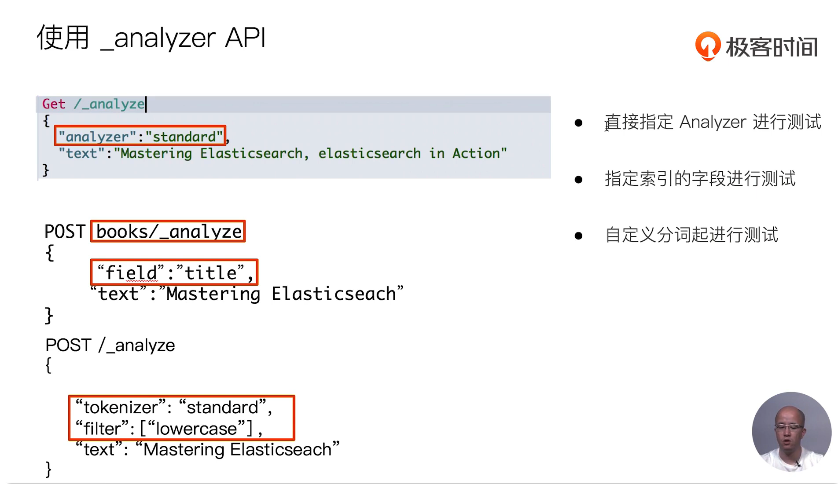 使用 _analyzer API
极客时间
Get /_analyze
{
"analyzer":"standard",
"text":"Mastering Elasticsearch, elasticsearch in Action"
}
POST books/_analyze
{
“field”:”title”,
“text”:”Mastering Elasticseach”
}
POST /_analyze
{
“tokenizer”: “standard”,
“filter”: [“lowercase”],
“text”: “Mastering Elasticseach”
}
• 直接指定 Analyzer 进行测试
• 指定索引的字段进行测试
• 自定义分词起进行测试